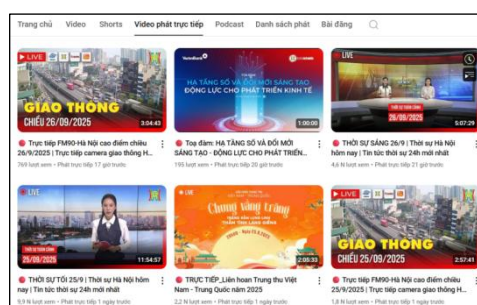 Trang chủ Video Shorts Video phát trực tiếp Podcast Danh sách phát Bài đăng
LIVE
GIAO THÔNG
CHIỀU 26/09/2025
3:04:43
HẠ TẦNG SỐ VÀ ĐỔI MỚI SÁNG TẠO
ĐỘNG LỰC CHO PHÁT TRIỂN KINH TẾ
1:00:00
LIVE
26/09/2025
5:07:29
Trực tiếp FM90-Hà Nội cao điểm chiều
26/9/2025 | Trực tiếp camera giao thông H...
769 lượt xem • Phát trực tiếp 17 giờ trước
Toạ đàm: HẠ TẦNG SỐ VÀ ĐỔI MỚI
SÁNG TẠO - ĐỘNG LỰC CHO PHÁT TRIỂN...
195 lượt xem • Phát trực tiếp 20 giờ trước
THỜI SỰ SÁNG 26/9 | Thời sự Hà Nội
hôm nay | Tin tức thời sự 24h mới nhất
4,6 N lượt xem • Phát trực tiếp 21 giờ trước
LIVE
25/09/2025
11:54:57
LIVE
Chung vầng trăng
2:08:33
LIVE
GIAO THÔNG
CHIỀU 25/09/2025
2:57:41
THỜI SỰ TỐI 25/9 | Thời sự Hà Nội hôm
nay | Tin tức thời sự 24h mới nhất
9,9 N lượt xem • Phát trực tiếp 1 ngày trước
TRỰC TIẾP_Liên hoan Trung thu Việt
Nam - Trung Quốc năm 2025
2,2 N lượt xem • Phát trực tiếp 1 ngày trước
Trực tiếp FM90-Hà Nội cao điểm chiều
25/9/2025 | Trực tiếp camera giao thông H...
1,8 N lượt xem • Phát trực tiếp 1 ngày trước